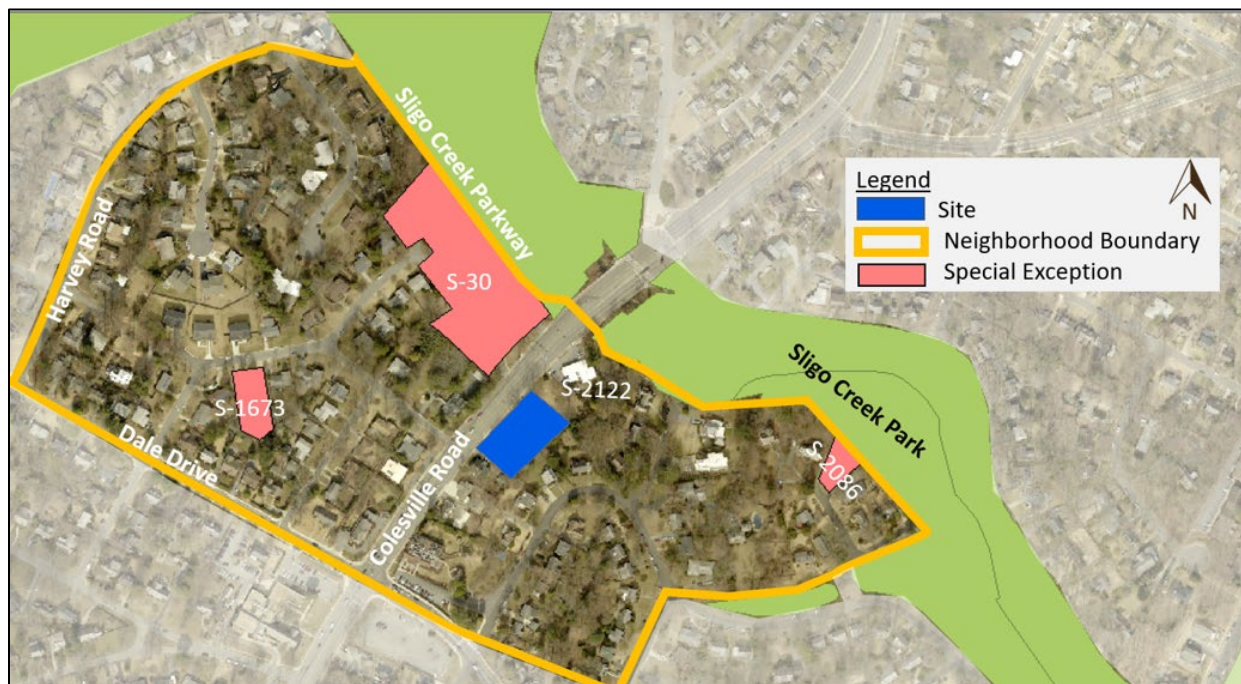 Sligo Creek Parkway
Harvey Road
S-30
S-1673
S-2122
Dale Drive
Colesville Road
Sligo Creek Park
S-2086
Legend
Site
Neighborhood Boundary
Special Exception
N